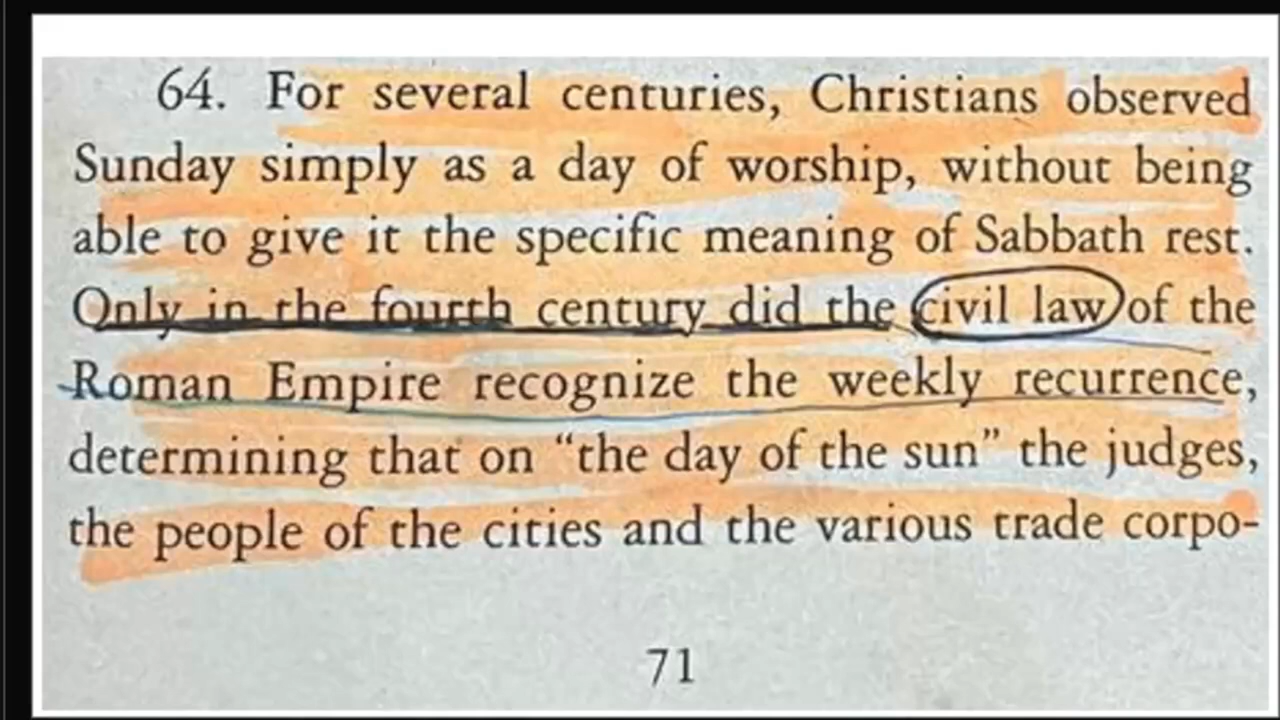 64. For several centuries, Christians observed
Sunday simply as a day of worship, without being
able to give it the specific meaning of Sabbath rest.
Only in the fourth century did the civil law of the
Roman Empire recognize the weekly recurrence,
determining that on “the day of the sun” the judges,
the people of the cities and the various trade corpo-
71